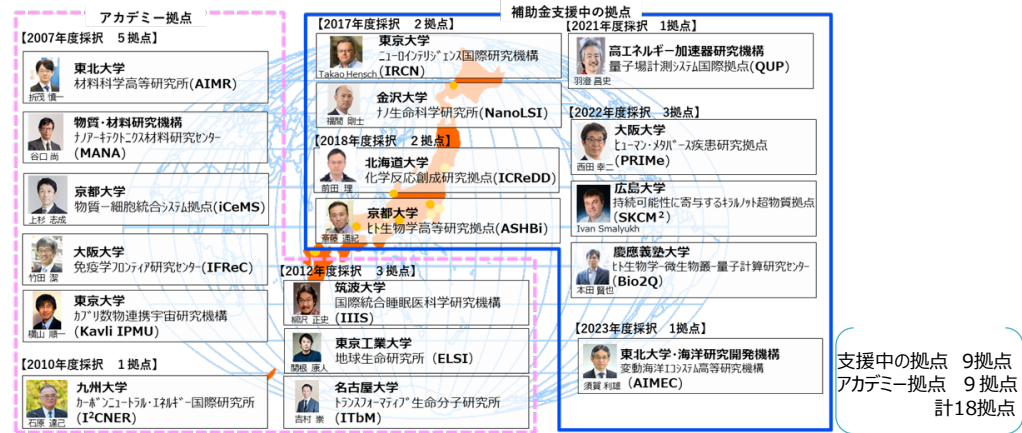 アカデミー拠点
【2007年度採択 5拠点】
東北大学
材料科学高等研究所(AIMR)
折茂 慎一
物質・材料研究機構
ナノアーキテクトニクス材料研究センター
(MANA)
谷口 尚
京都大学
物質－細胞統合システム拠点(iCeMS)
上杉 志成
大阪大学
免疫学フロンティア研究センター(IFReC)
竹田 潔
東京大学
カブリ数物連携宇宙研究機構
(Kavli IPMU)
横山 順一
【2010年度採択 1拠点】
九州大学
カーボンニュートラル・エネルギー国際研究所
(I²CNER)
石原 達己
【2012年度採択 3拠点】
筑波大学
国際統合睡眠医科学研究機構
(IIIS)
柳沢 正史
東京工業大学
地球生命研究所（ELSI）
関根 康人
名古屋大学
トランスフォーマティブ生命分子研究所
(ITbM)
吉村 崇
補助金支援中の拠点
【2017年度採択 2拠点】
東京大学
ニューロインテリジェンス国際研究機構
(IRCN)
Takao Hensch
金沢大学
ナノ生命科学研究所(NanoLSI)
福間 剛士
【2018年度採択 2拠点】
北海道大学
化学反応創成研究拠点(ICReDD)
前田 理
京都大学
ヒト生物学高等研究拠点(ASHBi)
斎藤 通紀
【2021年度採択 1拠点】
高エネルギー加速器研究機構
量子場計測システム国際拠点(QUP)
羽澄 昌史
【2022年度採択 3拠点】
大阪大学
ヒューマン・メタバース疾患研究拠点
(PRIMe)
西田 幸二
広島大学
持続可能性に寄与するキラルノット超物質拠点
(SKCM²)
Ivan Smalyukh
慶應義塾大学
ヒト生物学-微生物叢-量子計算研究センター
(Bio2Q)
本田 賢也
【2023年度採択 1拠点】
東北大学・海洋研究開発機構
変動海洋エコシステム高等研究機構
(AIMEC)
須賀 利雄
支援中の拠点 9拠点
アカデミー拠点 9拠点
計18拠点